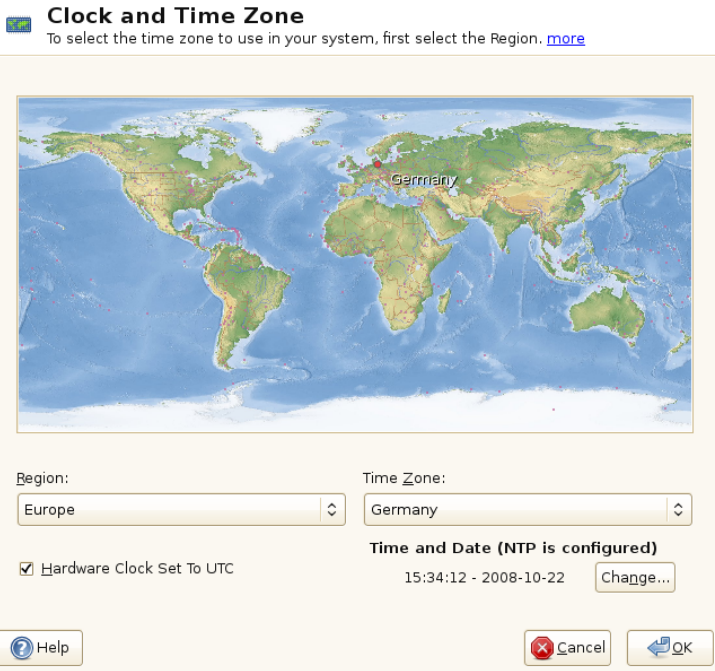 Clock and Time Zone
To select the time zone to use in your system, first select the Region. more
Germany
Region:
Time Zone:
Europe
Germany
Time and Date (NTP is configured)
Hardware Clock Set To UTC
15:34:12 - 2008-10-22
Change...
Help
Cancel
OK